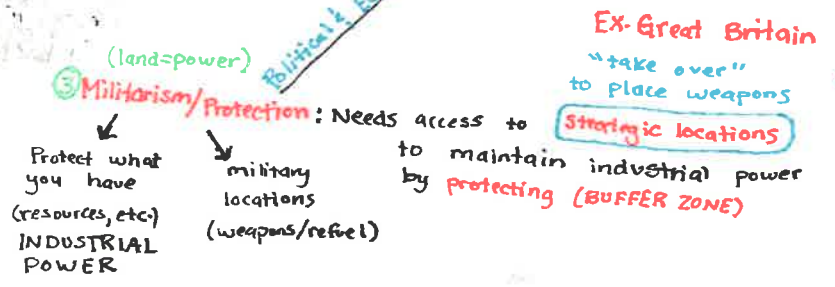 Political &
(land=power)
③ Militarism/Protection: Needs access to strategic locations
to maintain industrial power
by protecting (BUFFER ZONE)
Ex-Great Britain
"take over"
to place weapons
Protect what
you have
(resources, etc.)
INDUSTRIAL
POWER
military
locations
(weapons/refuel)